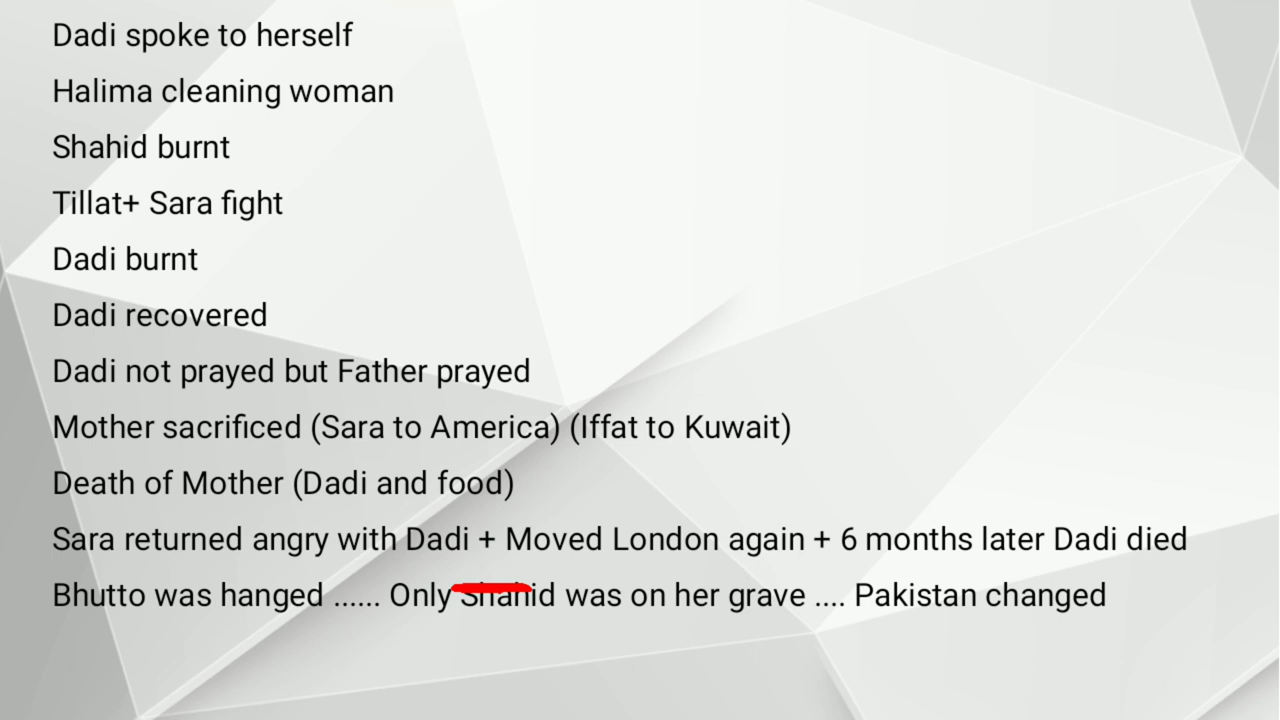 Dadi spoke to herself
Halima cleaning woman
Shahid burnt
Tillat+ Sara fight
Dadi burnt
Dadi recovered
Dadi not prayed but Father prayed
Mother sacrificed (Sara to America) (Iffat to Kuwait)
Death of Mother (Dadi and food)
Sara returned angry with Dadi + Moved London again + 6 months later Dadi died
Bhutto was hanged ...... Only Shahid was on her grave .... Pakistan changed